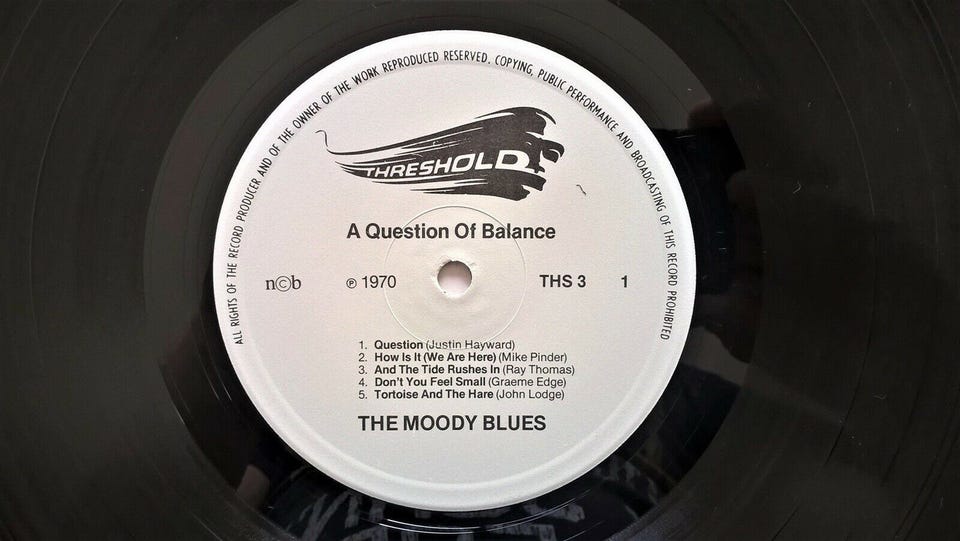 ALL RIGHTS OF THE RECORD PRODUCER AND OF THE OWNER OF THE WORK REPRODUCED RESERVED. COPYING, PUBLIC PERFORMANCE AND BROADCASTING OF THIS RECORD PROHIBITED
THRESHOLD
A Question Of Balance
n©b ℗ 1970 THS 3 1
1. Question (Justin Hayward)
2. How Is It (We Are Here) (Mike Pinder)
3. And The Tide Rushes In (Ray Thomas)
4. Don't You Feel Small (Graeme Edge)
5. Tortoise And The Hare (John Lodge)
THE MOODY BLUES